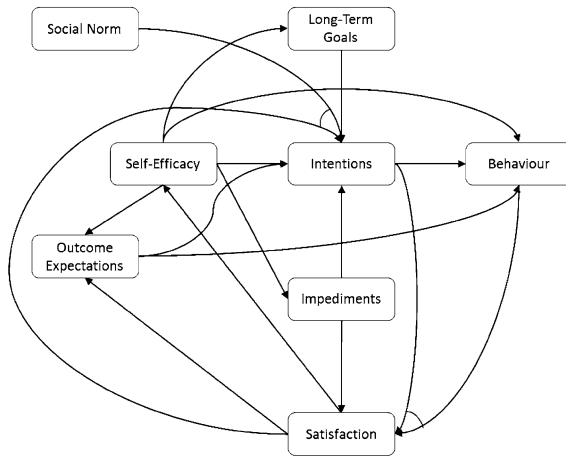 Social Norm
Long-Term
Goals
Self-Efficacy
Intentions
Behaviour
Outcome
Expectations
Impediments
Satisfaction